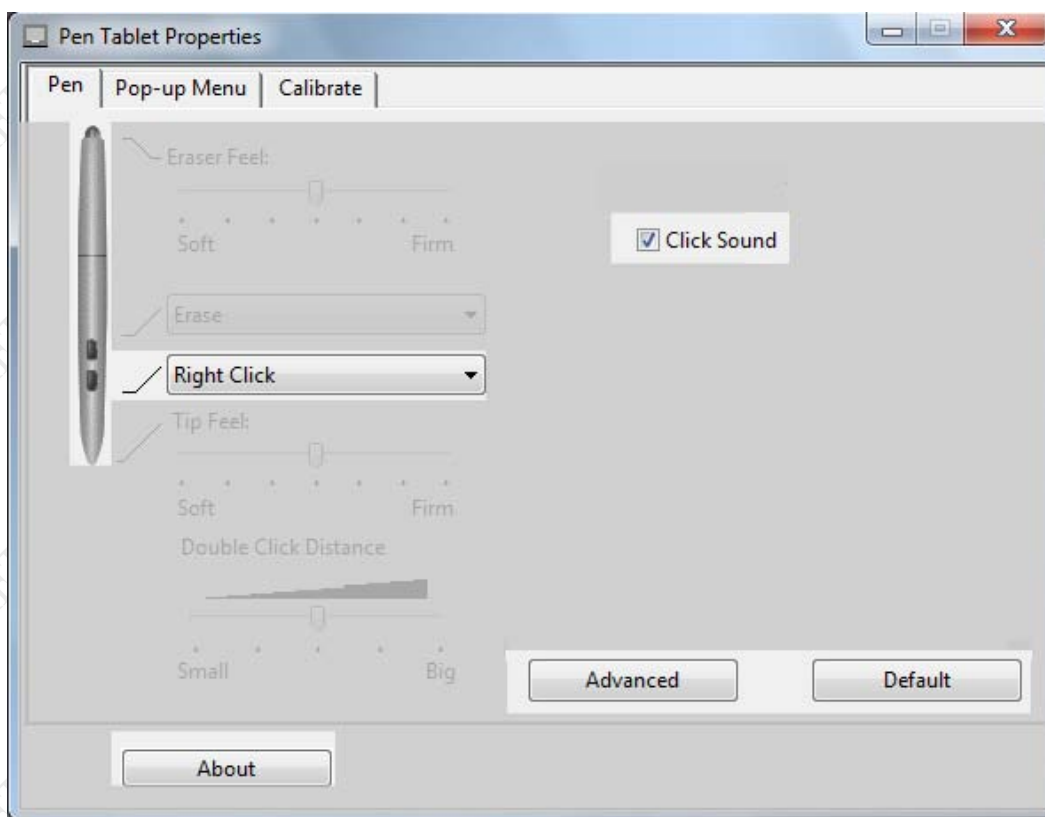 Pen Tablet Properties
Pen Pop-up Menu Calibrate
Eraser Feel:
Soft Firm
Click Sound
Erase
Right Click
Tip Feel:
Soft Firm
Double Click Distance
Small Big
Advanced Default
About